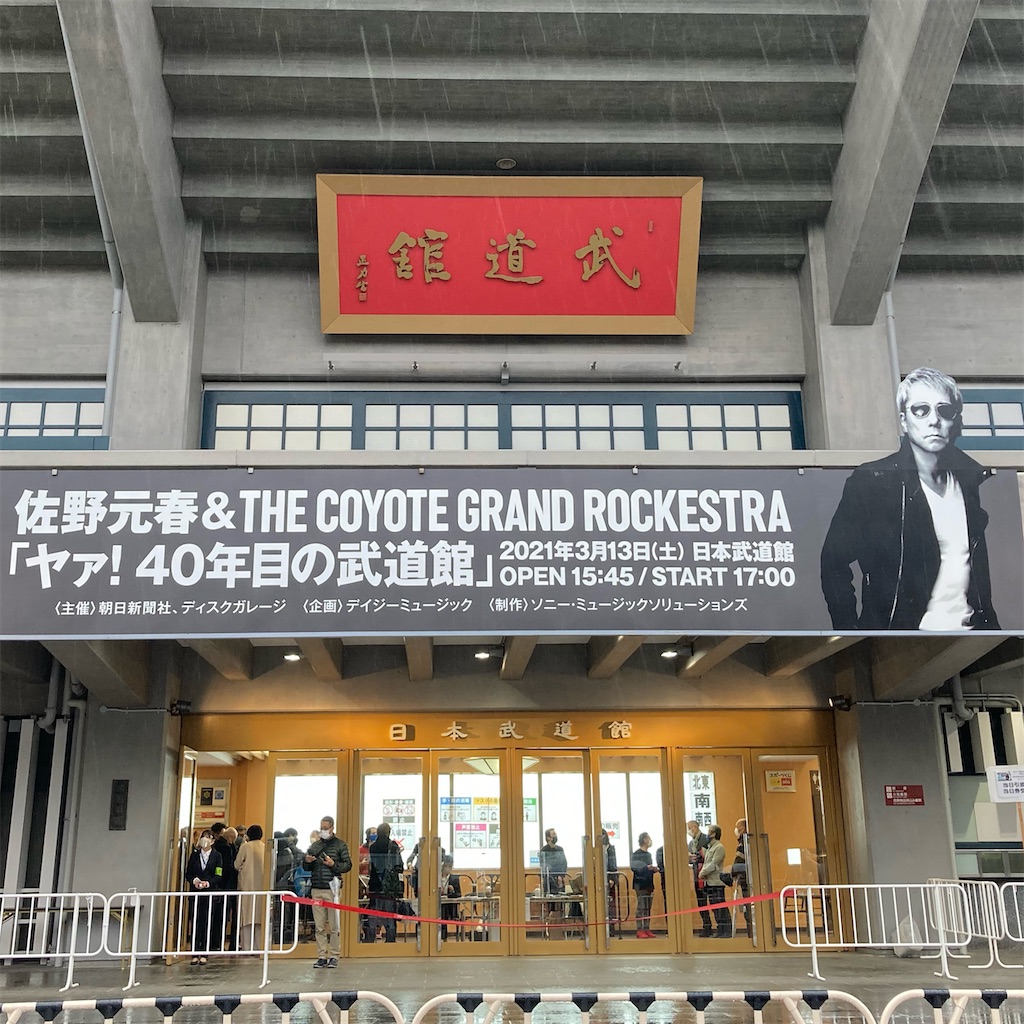 武道館
佐野元春&THE COYOTE GRAND ROCKESTRA
「ヤァ! 40年目の武道館」
2021年3月13日(土) 日本武道館
OPEN 15:45 / START 17:00
〈主催〉朝日新聞社、ディスクガレージ 〈企画〉デイジーミュージック 〈制作〉ソニー・ミュージックソリューションズ
日本武道館
北東
南
南西
当日引換